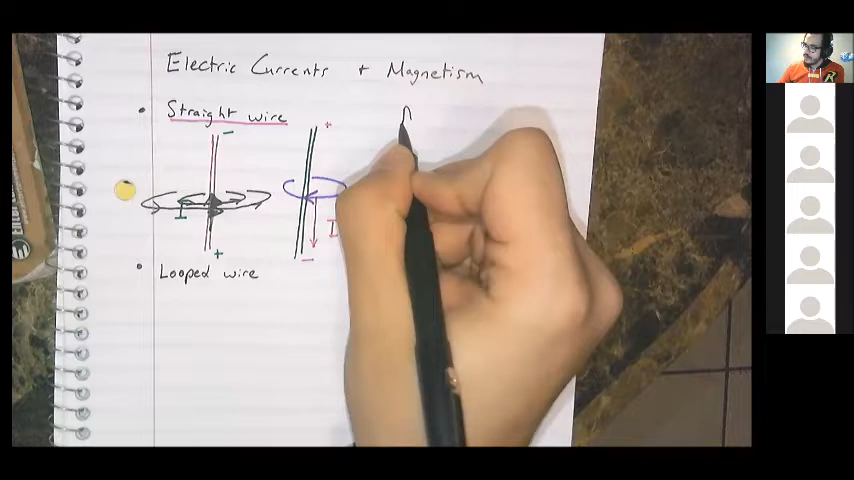 Electric Currents + Magnetism
• Straight wire
- +
I
I
+ -
• Looped wire